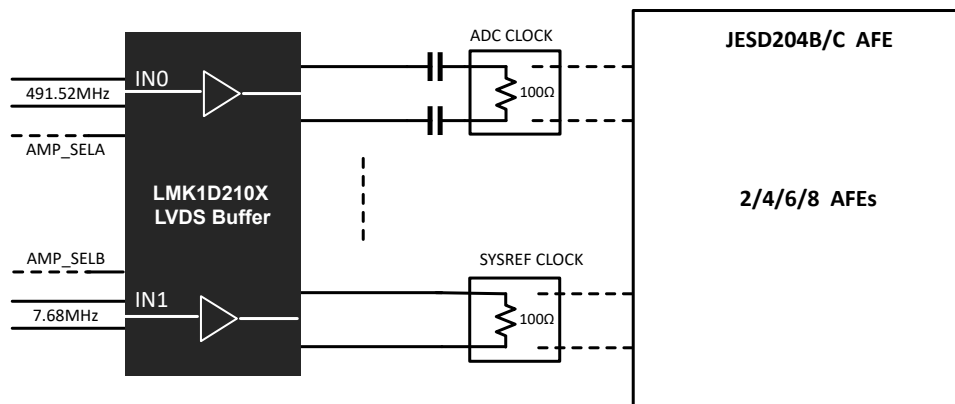 ADC CLOCK
JESD204B/C AFE
IN0
491.52MHz
100Ω
AMP_SELA
LMK1D210X
LVDS Buffer
2/4/6/8 AFEs
AMP_SELB
SYSREF CLOCK
IN1
7.68MHz
100Ω